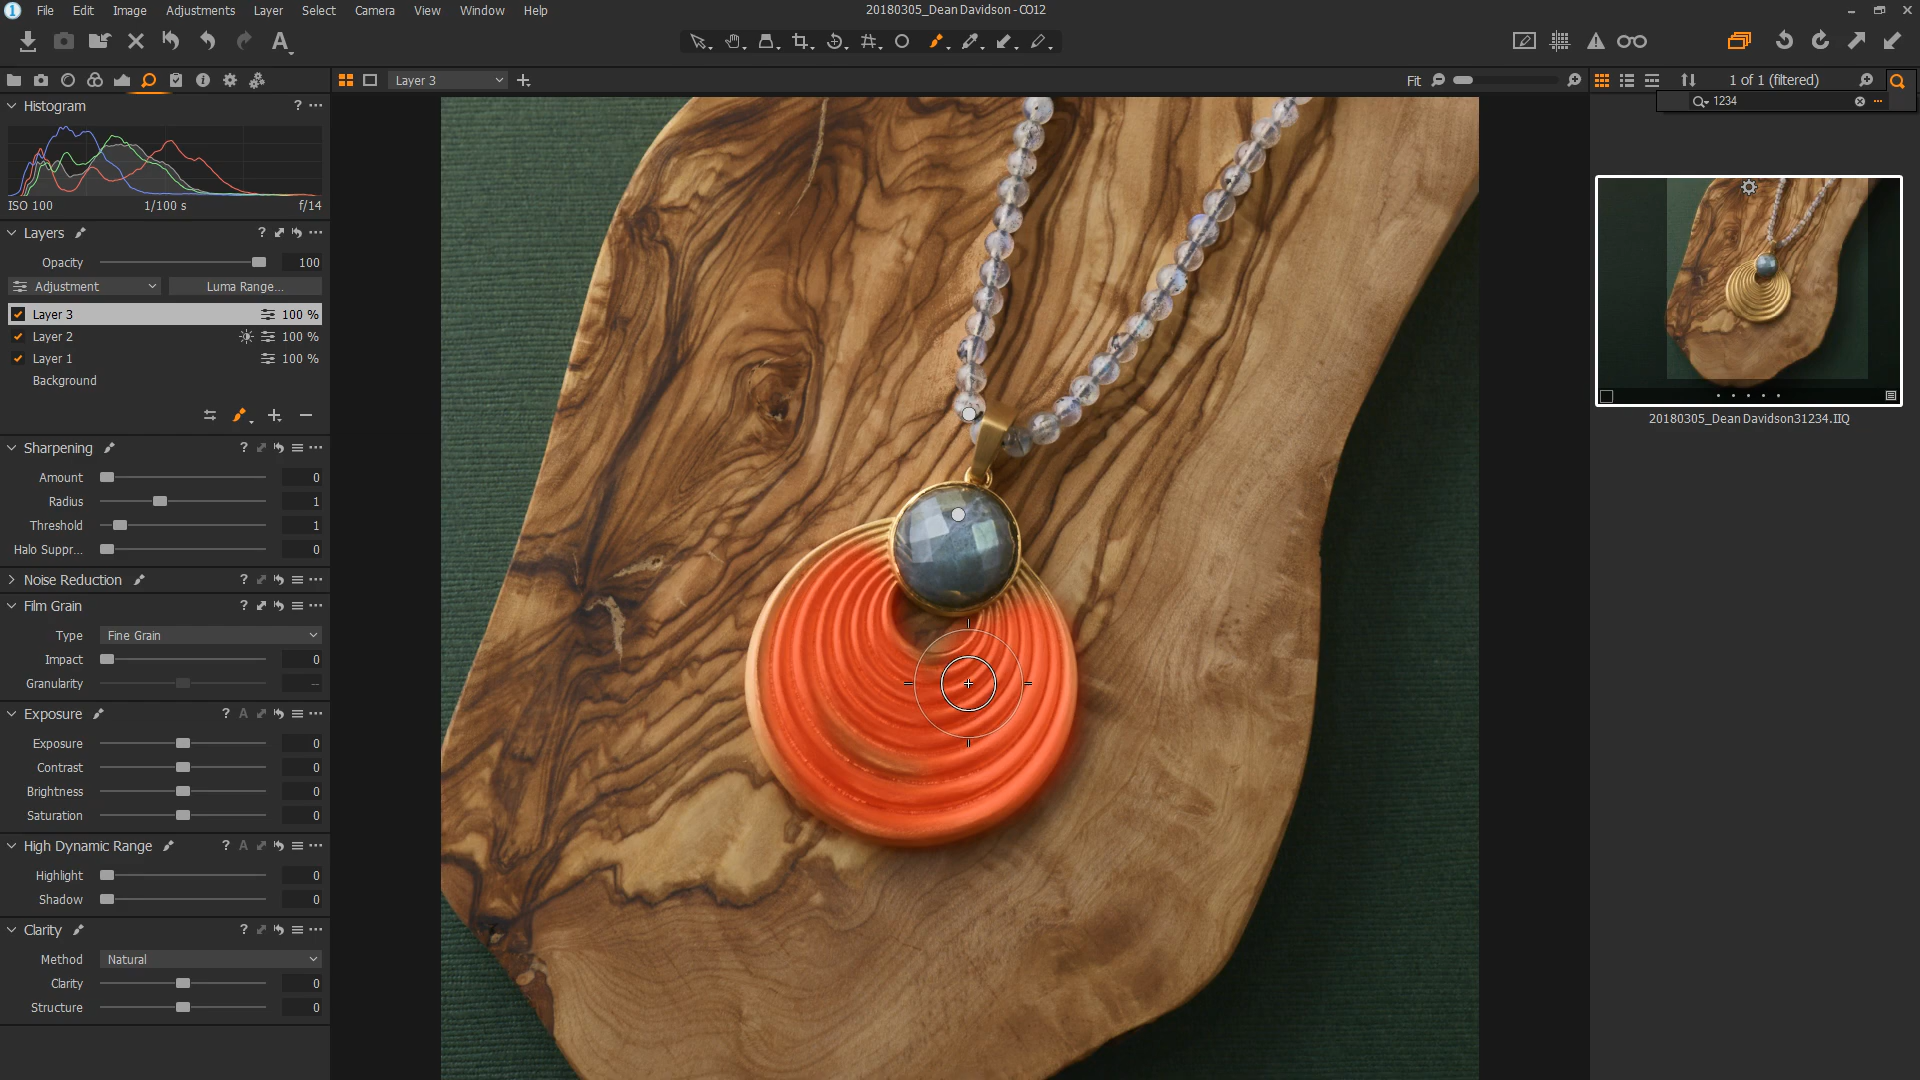 File Edit Image Adjustments Layer Select Camera View Window Help
20180305_Dean Davidson - CO12
Layer 3
Fit
1 of 1 (filtered)
1234
Histogram
ISO 100 1/100 s f/14
Layers
Opacity 100
Adjustment Luma Range...
Layer 3 100 %
Layer 2 100 %
Layer 1 100 %
Background
Sharpening
Amount 0
Radius 1
Threshold 1
Halo Suppr... 0
Noise Reduction
Film Grain
Type Fine Grain
Impact 0
Granularity --
Exposure
Exposure 0
Contrast 0
Brightness 0
Saturation 0
High Dynamic Range
Highlight 0
Shadow 0
Clarity
Method Natural
Clarity 0
Structure 0
20180305_Dean Davidson31234.IIQ